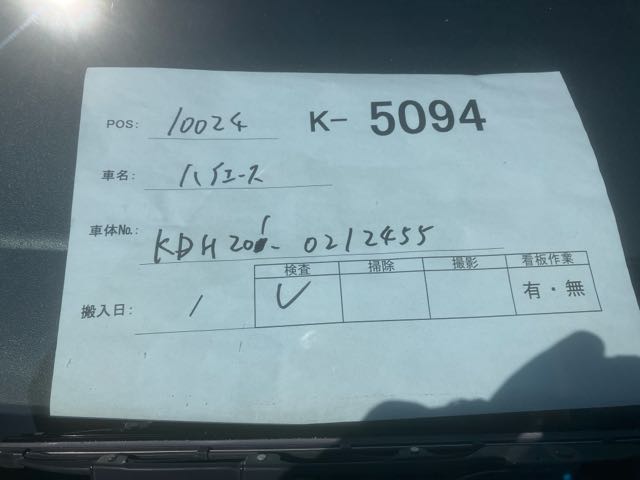 POS: 10024 K- 5094
車名: ハイエース
車体No.: KDH201-0212455
検査 掃除 撮影 看板作業
搬入日: / ✓ 有・無